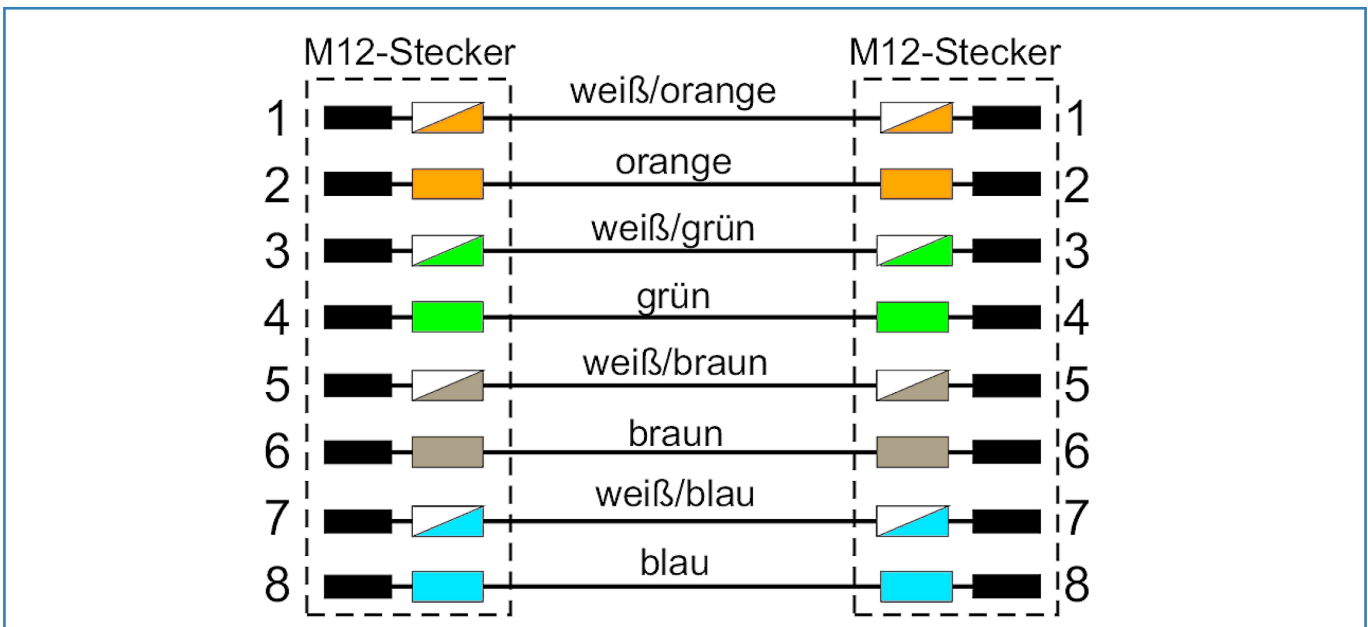 M12-Stecker M12-Stecker
1 weiß/orange 1
2 orange 2
3 weiß/grün 3
4 grün 4
5 weiß/braun 5
6 braun 6
7 weiß/blau 7
8 blau 8